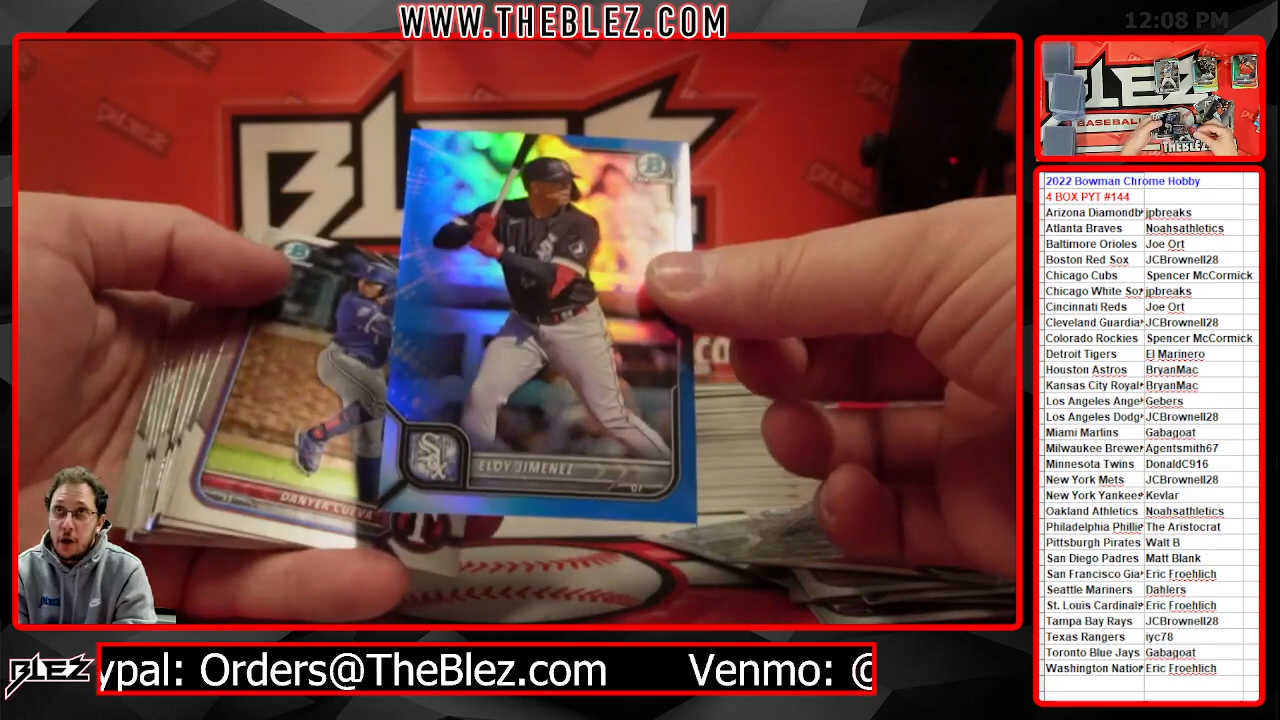 WWW.THEBLEZ.COM
12:08 PM
BLEZ
ELOY JIMENEZ
DANYER CUEVA
BLEZ
BASEBALL
THEBLEZ
2022 Bowman Chrome Hobby
4 BOX PYT #144
Arizona Diamondb jpbreaks
Atlanta Braves Noahsathletics
Baltimore Orioles Joe Ort
Boston Red Sox JCBrownell28
Chicago Cubs Spencer McCormick
Chicago White Sox jpbreaks
Cincinnati Reds Joe Ort
Cleveland Guardia JCBrownell28
Colorado Rockies Spencer McCormick
Detroit Tigers El Marinero
Houston Astros BryanMac
Kansas City Royal BryanMac
Los Angeles Ange Gebers
Los Angeles Dodg JCBrownell28
Miami Marlins Gabagoat
Milwaukee Brewe Agentsmith67
Minnesota Twins DonaldC916
New York Mets JCBrownell28
New York Yankees Kevlar
Oakland Athletics Noahsathletics
Philadelphia Phillie The Aristocrat
Pittsburgh Pirates Walt B
San Diego Padres Matt Blank
San Francisco Gia Eric Froehlich
Seattle Mariners Dahlers
St. Louis Cardinals Eric Froehlich
Tampa Bay Rays JCBrownell28
Texas Rangers iyc78
Toronto Blue Jays Gabagoat
Washington Natio Eric Froehlich
BLEZ
ypal: Orders@TheBlez.com Venmo: @